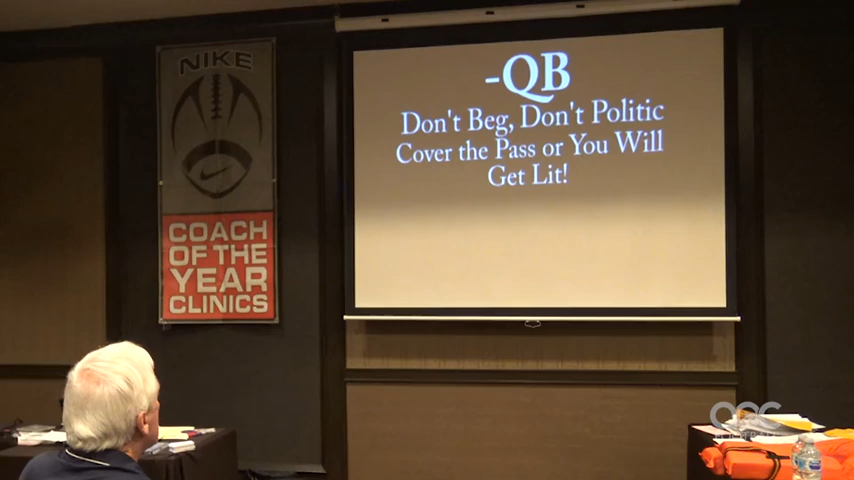 NIKE
COACH
OF THE
YEAR
CLINICS
-QB
Don't Beg, Don't Politic
Cover the Pass or You Will
Get Lit!